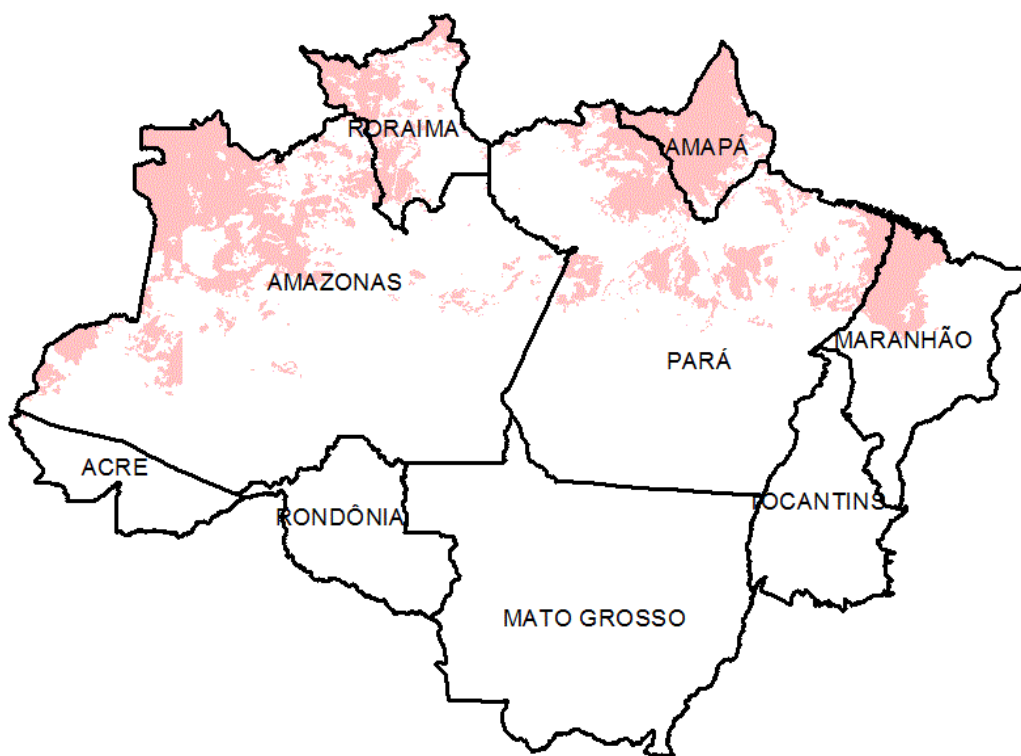 RORAIMA
AMAPÁ
AMAZONAS
MARANHÃO
PARÁ
ACRE
TOCANTINS
RONDÔNIA
MATO GROSSO